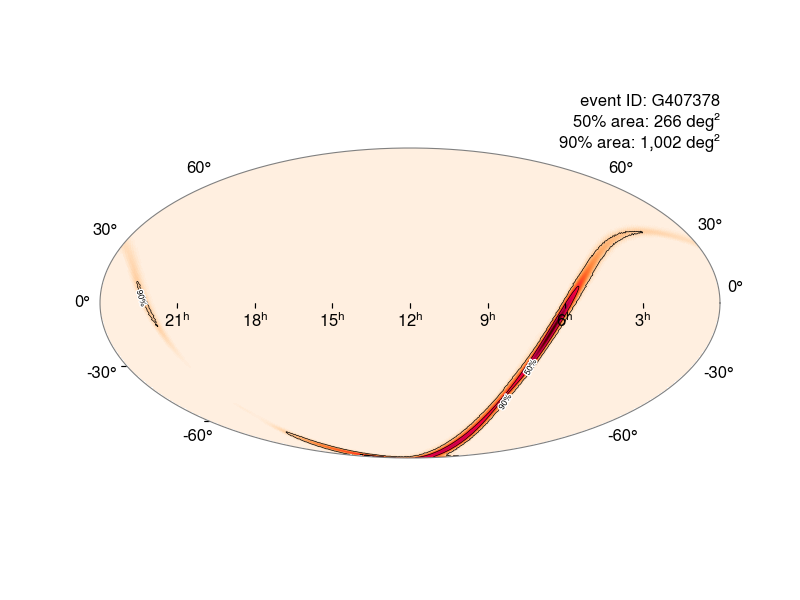 event ID: G407378
50% area: 266 deg²
90% area: 1,002 deg²
60° 60°
30° 30°
0° 0°
90%
21h 18h 15h 12h 9h 6h 3h
-30° -30°
50%
90%
-60° -60°